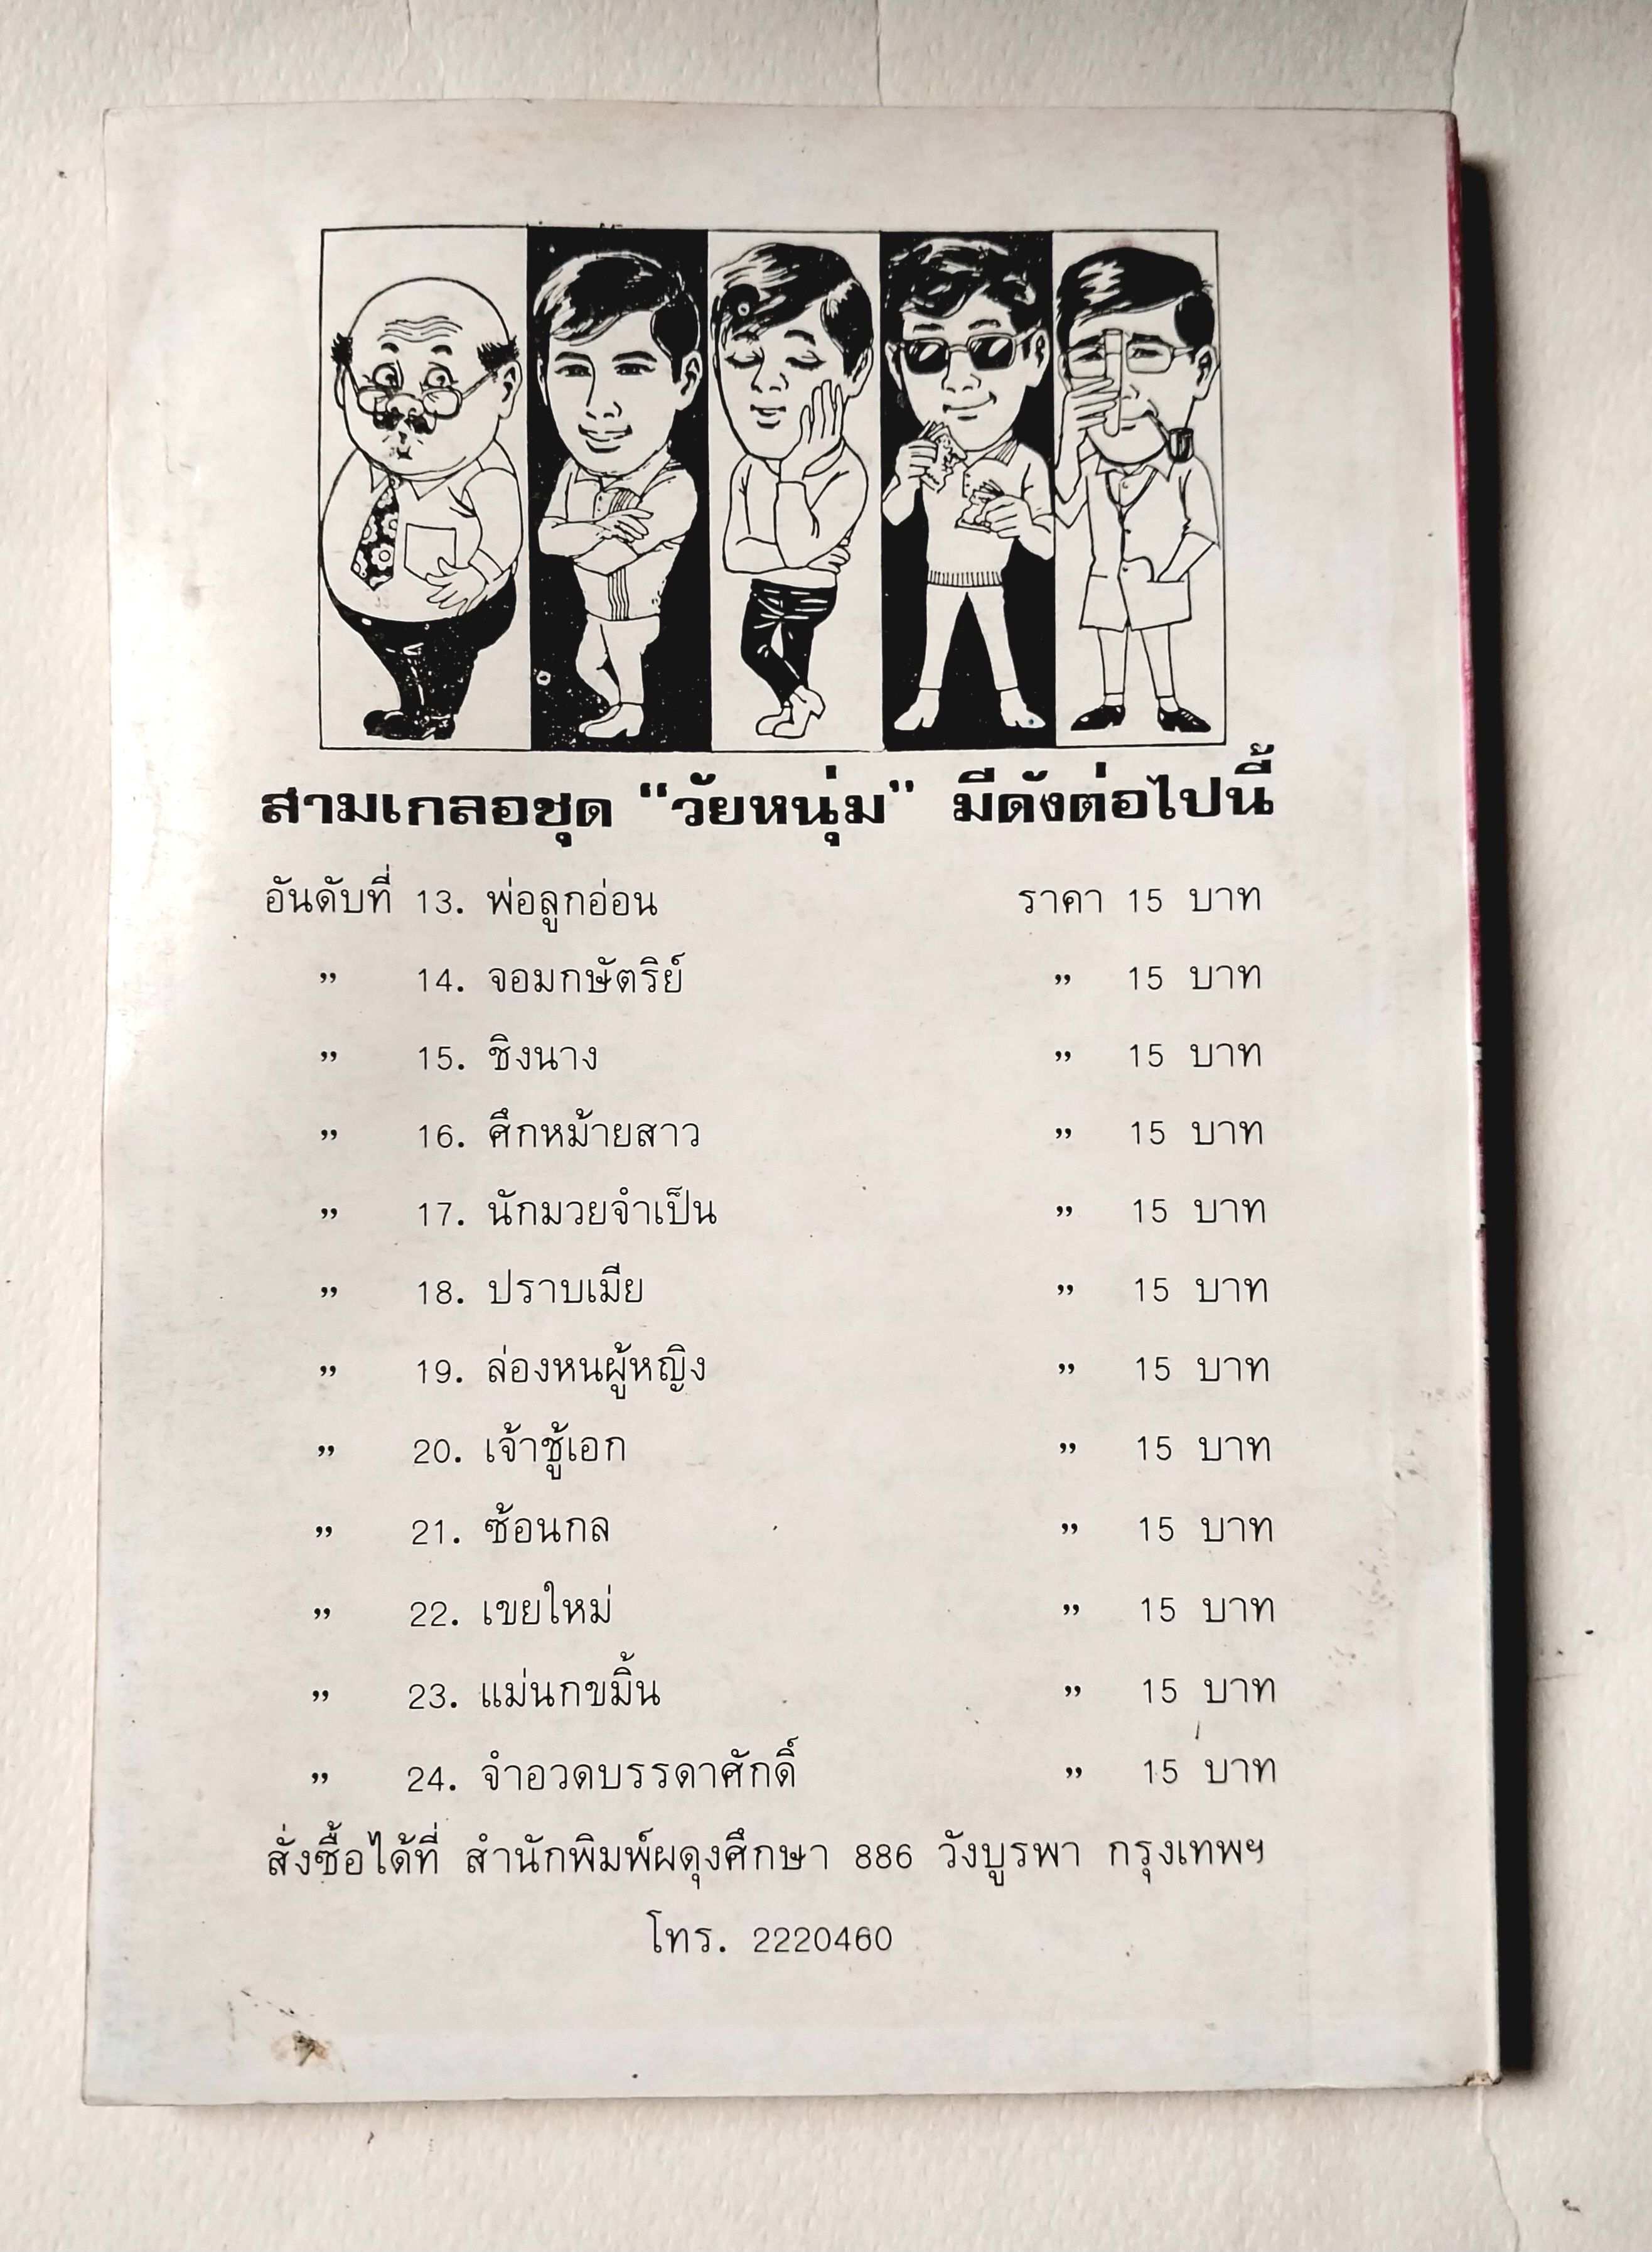 สามเกลอชุด "วัยหนุ่ม" มีดังต่อไปนี้
อันดับที่ 13. พ่อลูกอ่อน ราคา 15 บาท
" 14. จอมกษัตริย์ " 15 บาท
" 15. ชิงนาง " 15 บาท
" 16. ศึกหม้ายสาว " 15 บาท
" 17. นักมวยจำเป็น " 15 บาท
" 18. ปราบเมีย " 15 บาท
" 19. ล่องหนผู้หญิง " 15 บาท
" 20. เจ้าชู้เอก " 15 บาท
" 21. ซ้อนกล " 15 บาท
" 22. เขยใหม่ " 15 บาท
" 23. แม่นกขมิ้น " 15 บาท
" 24. จำอวดบรรดาศักดิ์ " 15 บาท
สั่งซื้อได้ที่ สำนักพิมพ์ผดุงศึกษา 886 วังบูรพา กรุงเทพฯ
โทร. 2220460